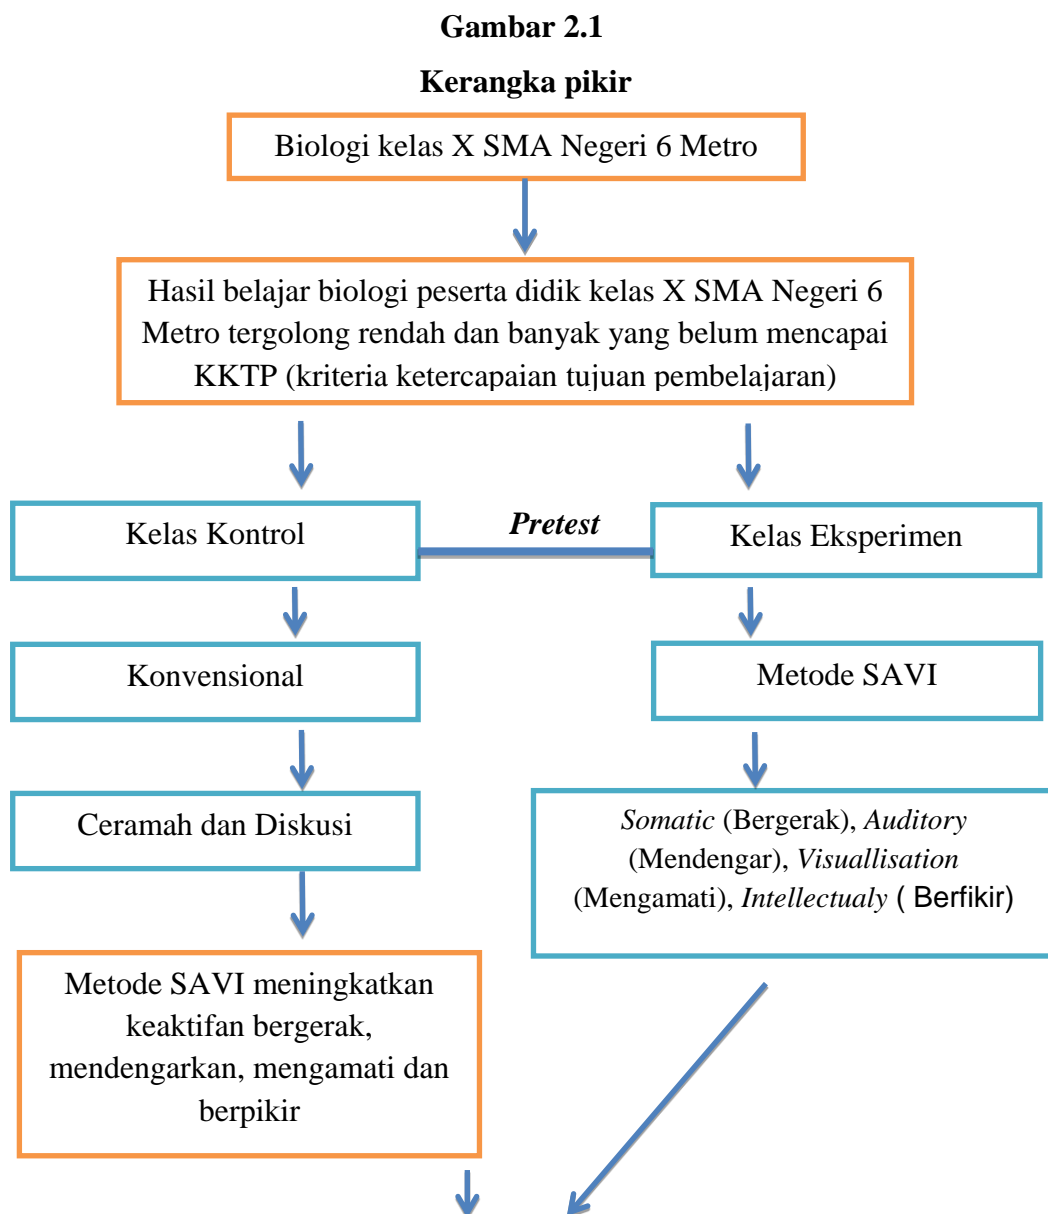 Gambar 2.1
Kerangka pikir
Biologi kelas X SMA Negeri 6 Metro
Hasil belajar biologi peserta didik kelas X SMA Negeri 6
Metro tergolong rendah dan banyak yang belum mencapai
KKTP (kriteria ketercapaian tujuan pembelajaran)
Kelas Kontrol
Pretest
Kelas Eksperimen
Konvensional
Metode SAVI
Ceramah dan Diskusi
Somatic (Bergerak), Auditory
(Mendengar), Visuallisation
(Mengamati), Intellectualy ( Berfikir)
Metode SAVI meningkatkan
keaktifan bergerak,
mendengarkan, mengamati dan
berpikir